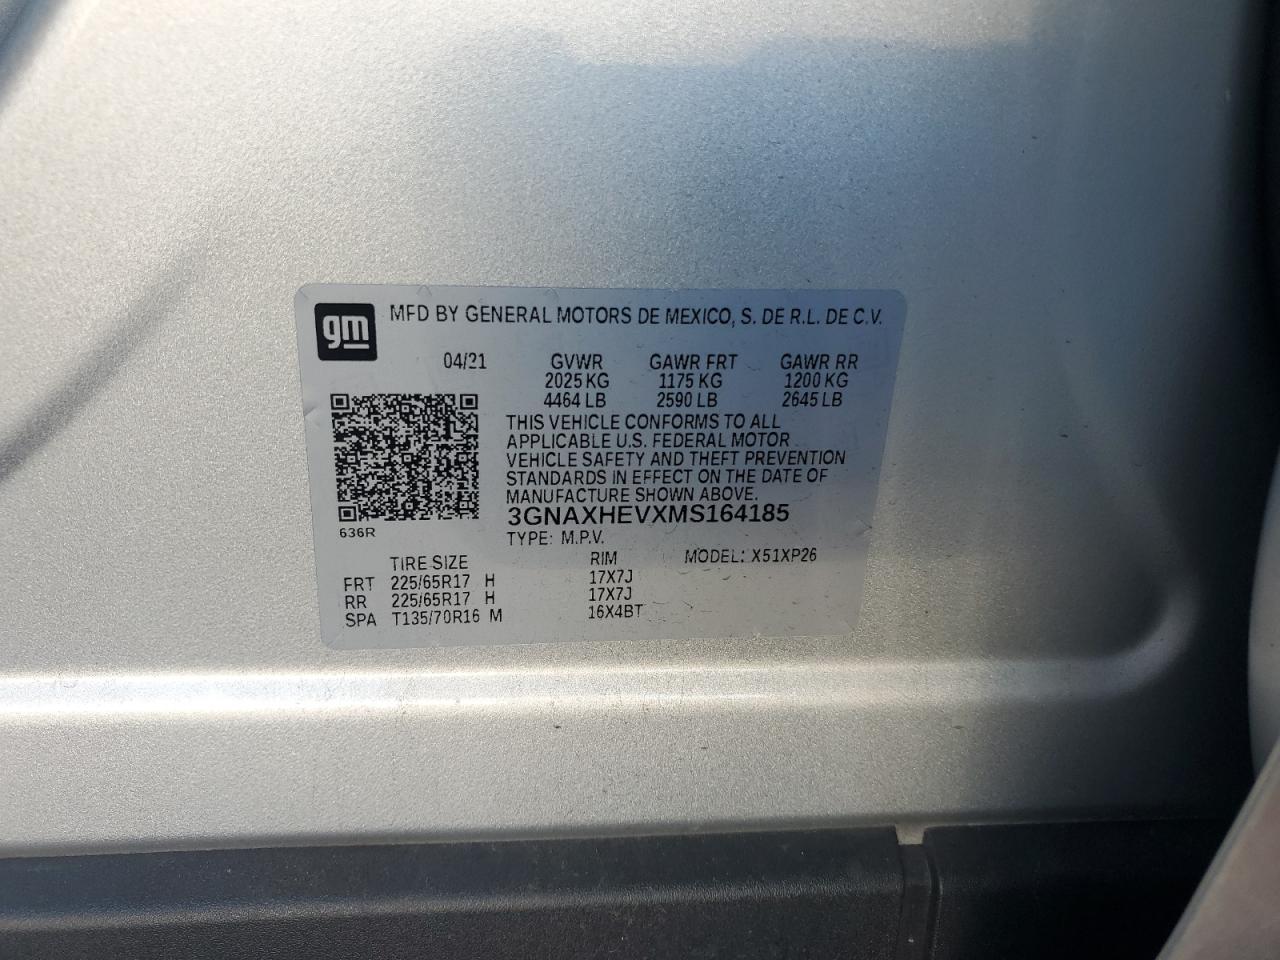 gm
MFD BY GENERAL MOTORS DE MEXICO, S. DE R.L. DE C.V.
04/21 GVWR GAWR FRT GAWR RR
2025 KG 1175 KG 1200 KG
4464 LB 2590 LB 2645 LB
THIS VEHICLE CONFORMS TO ALL
APPLICABLE U.S. FEDERAL MOTOR
VEHICLE SAFETY AND THEFT PREVENTION
STANDARDS IN EFFECT ON THE DATE OF
MANUFACTURE SHOWN ABOVE.
3GNAXHEVXMS164185
636R
TYPE: M.P.V.
TIRE SIZE RIM MODEL: X51XP26
FRT 225/65R17 H 17X7J
RR 225/65R17 H 17X7J
SPA T135/70R16 M 16X4BT